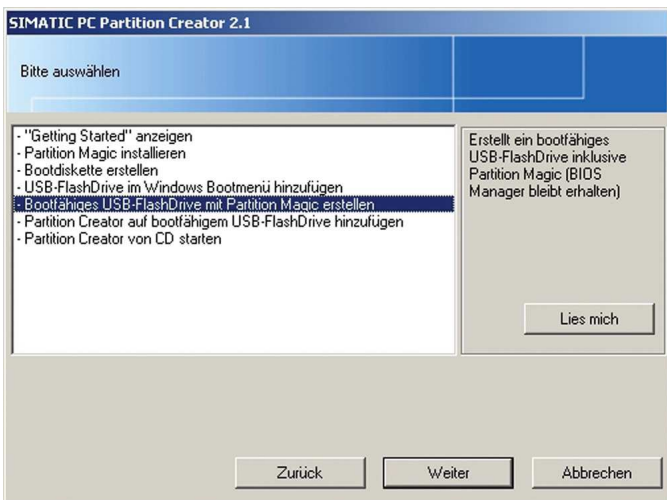 SIMATIC PC Partition Creator 2.1
Bitte auswählen
- "Getting Started" anzeigen
- Partition Magic installieren
- Bootdiskette erstellen
- USB-FlashDrive im Windows Bootmenü hinzufügen
- Bootfähiges USB-FlashDrive mit Partition Magic erstellen
- Partition Creator auf bootfähigem USB-FlashDrive hinzufügen
- Partition Creator von CD starten
Erstellt ein bootfähiges
USB-FlashDrive inklusive
Partition Magic (BIOS
Manager bleibt erhalten)
Lies mich
Zurück
Weiter
Abbrechen